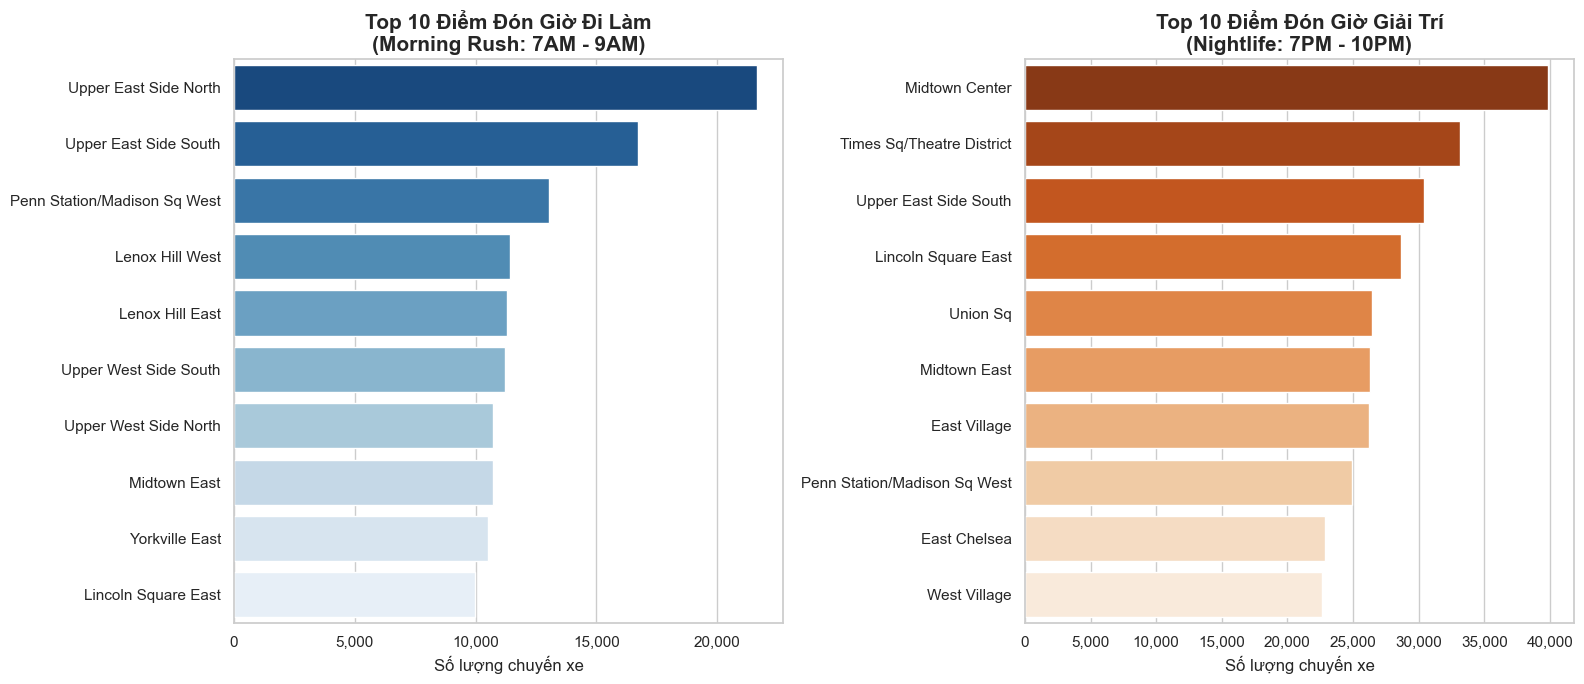 Top 10 Điểm Đón Giờ Đi Làm
(Morning Rush: 7AM - 9AM)
Upper East Side North
Upper East Side South
Penn Station/Madison Sq West
Lenox Hill West
Lenox Hill East
Upper West Side South
Upper West Side North
Midtown East
Yorkville East
Lincoln Square East
0
5,000
10,000
15,000
20,000
Số lượng chuyến xe
Top 10 Điểm Đón Giờ Giải Trí
(Nightlife: 7PM - 10PM)
Midtown Center
Times Sq/Theatre District
Upper East Side South
Lincoln Square East
Union Sq
Midtown East
East Village
Penn Station/Madison Sq West
East Chelsea
West Village
0
5,000
10,000
15,000
20,000
25,000
30,000
35,000
40,000
Số lượng chuyến xe